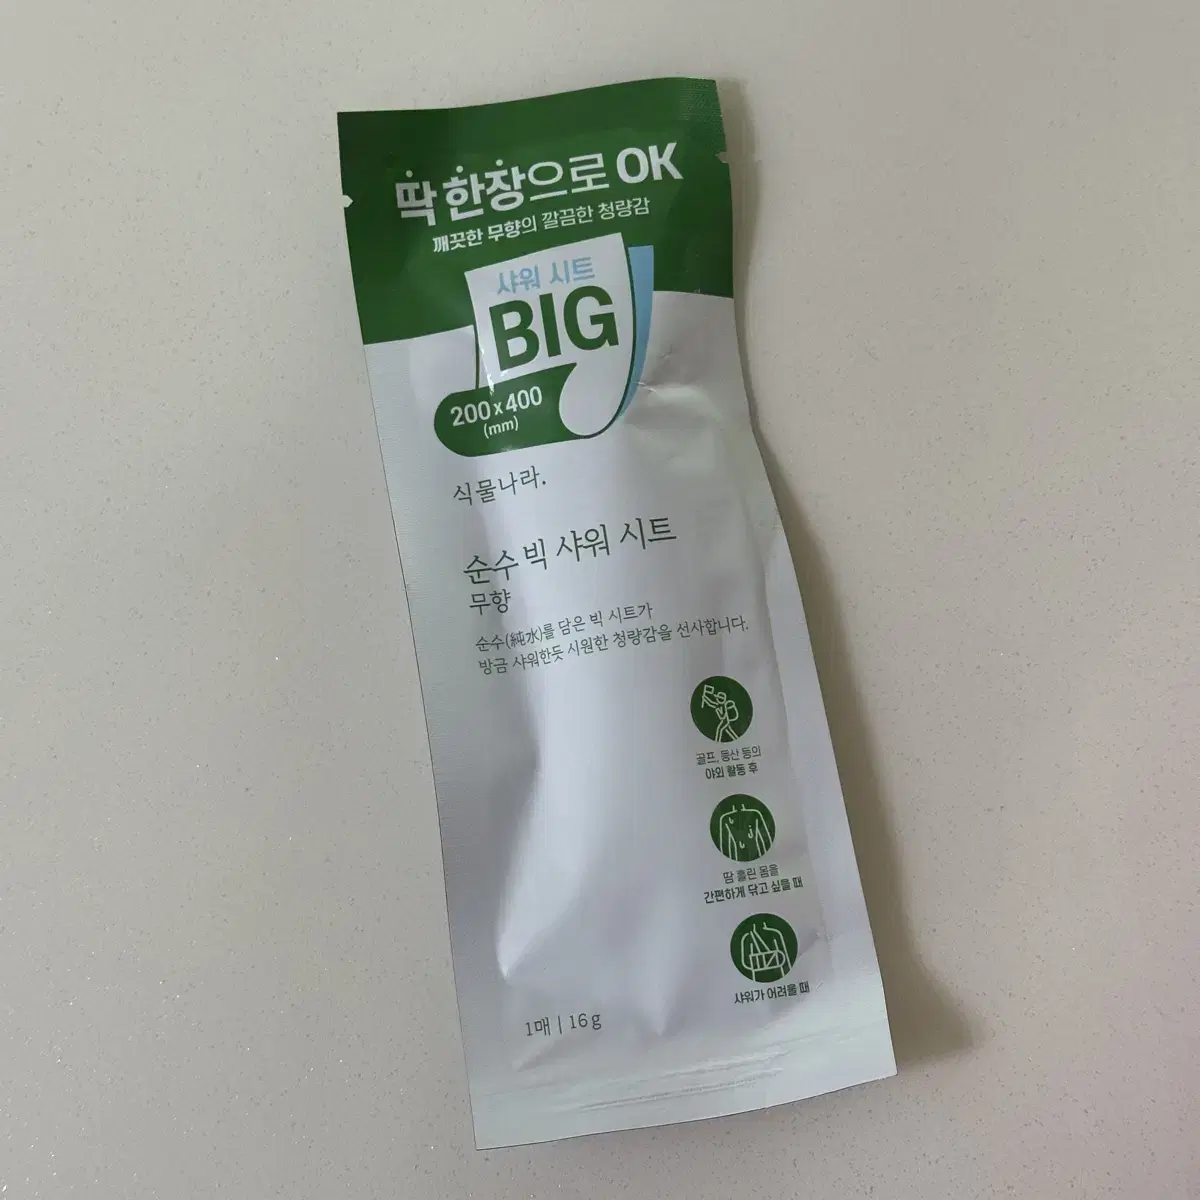 딱 한장으로 OK
깨끗한 무향의 깔끔한 청량감
샤워 시트
BIG
200 x 400
(mm)
식물나라.
순수 빅 샤워 시트
무향
순수(純水)를 담은 빅 시트가
방금 샤워한듯 시원한 청량감을 선사합니다.
골프, 등산 등의
야외 활동 후
땀 흘린 몸을
간편하게 닦고 싶을 때
샤워가 어려울 때
1매 | 16 g